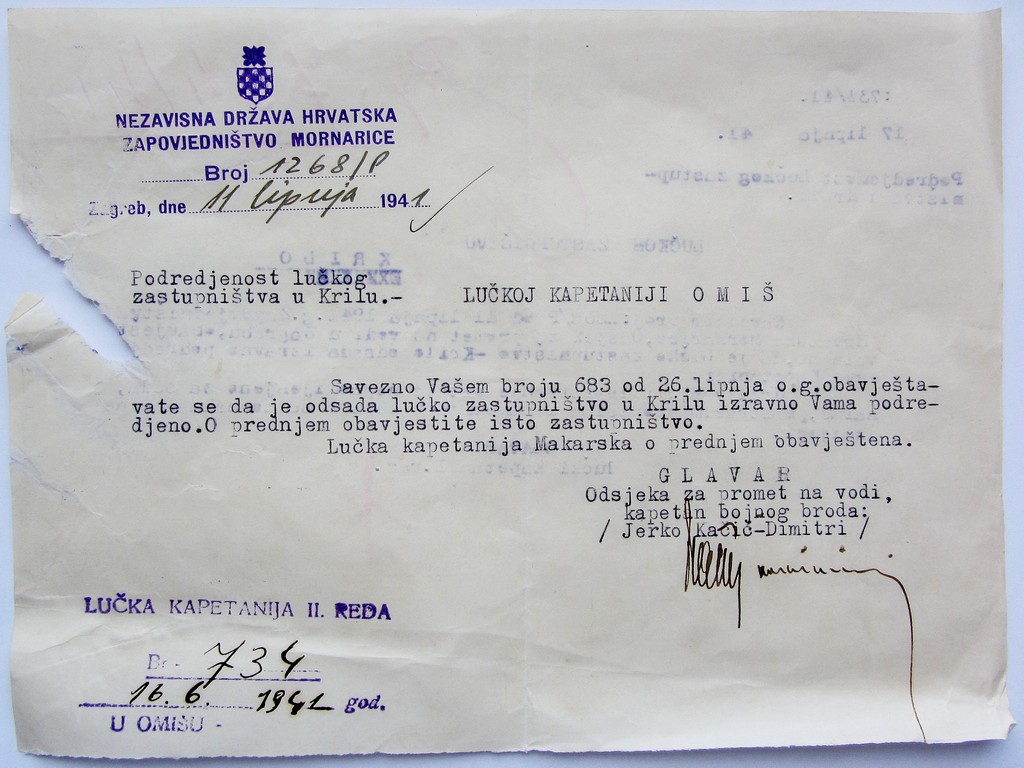 NEZAVISNA DRŽAVA HRVATSKA
ZAPOVJEDNIŠTVO MORNARICE
Broj 1268/P
Zagreb, dne 11 lipnja 1941.
Podredjenost lučkog
zastupništva u Krilu.-
LUČKOJ KAPETANIJI O M I Š
Savezno Vašem broju 683 od 26.lipnja o.g.obavješta-
vate se da je odsada lučko zastupništvo u Krilu izravno Vama podre-
djeno.O prednjem obavjestite isto zastupništvo.
Lučka kapetanija Makarska o prednjem obavještena.
G L A V A R
Odsjeka za promet na vodi,
kapetan bojnog broda:
/ Jerko Kačić-Dimitri /
LUČKA KAPETANIJA II. REDA
Br- 734
16.6. 1941 god.
U OMIŠU -